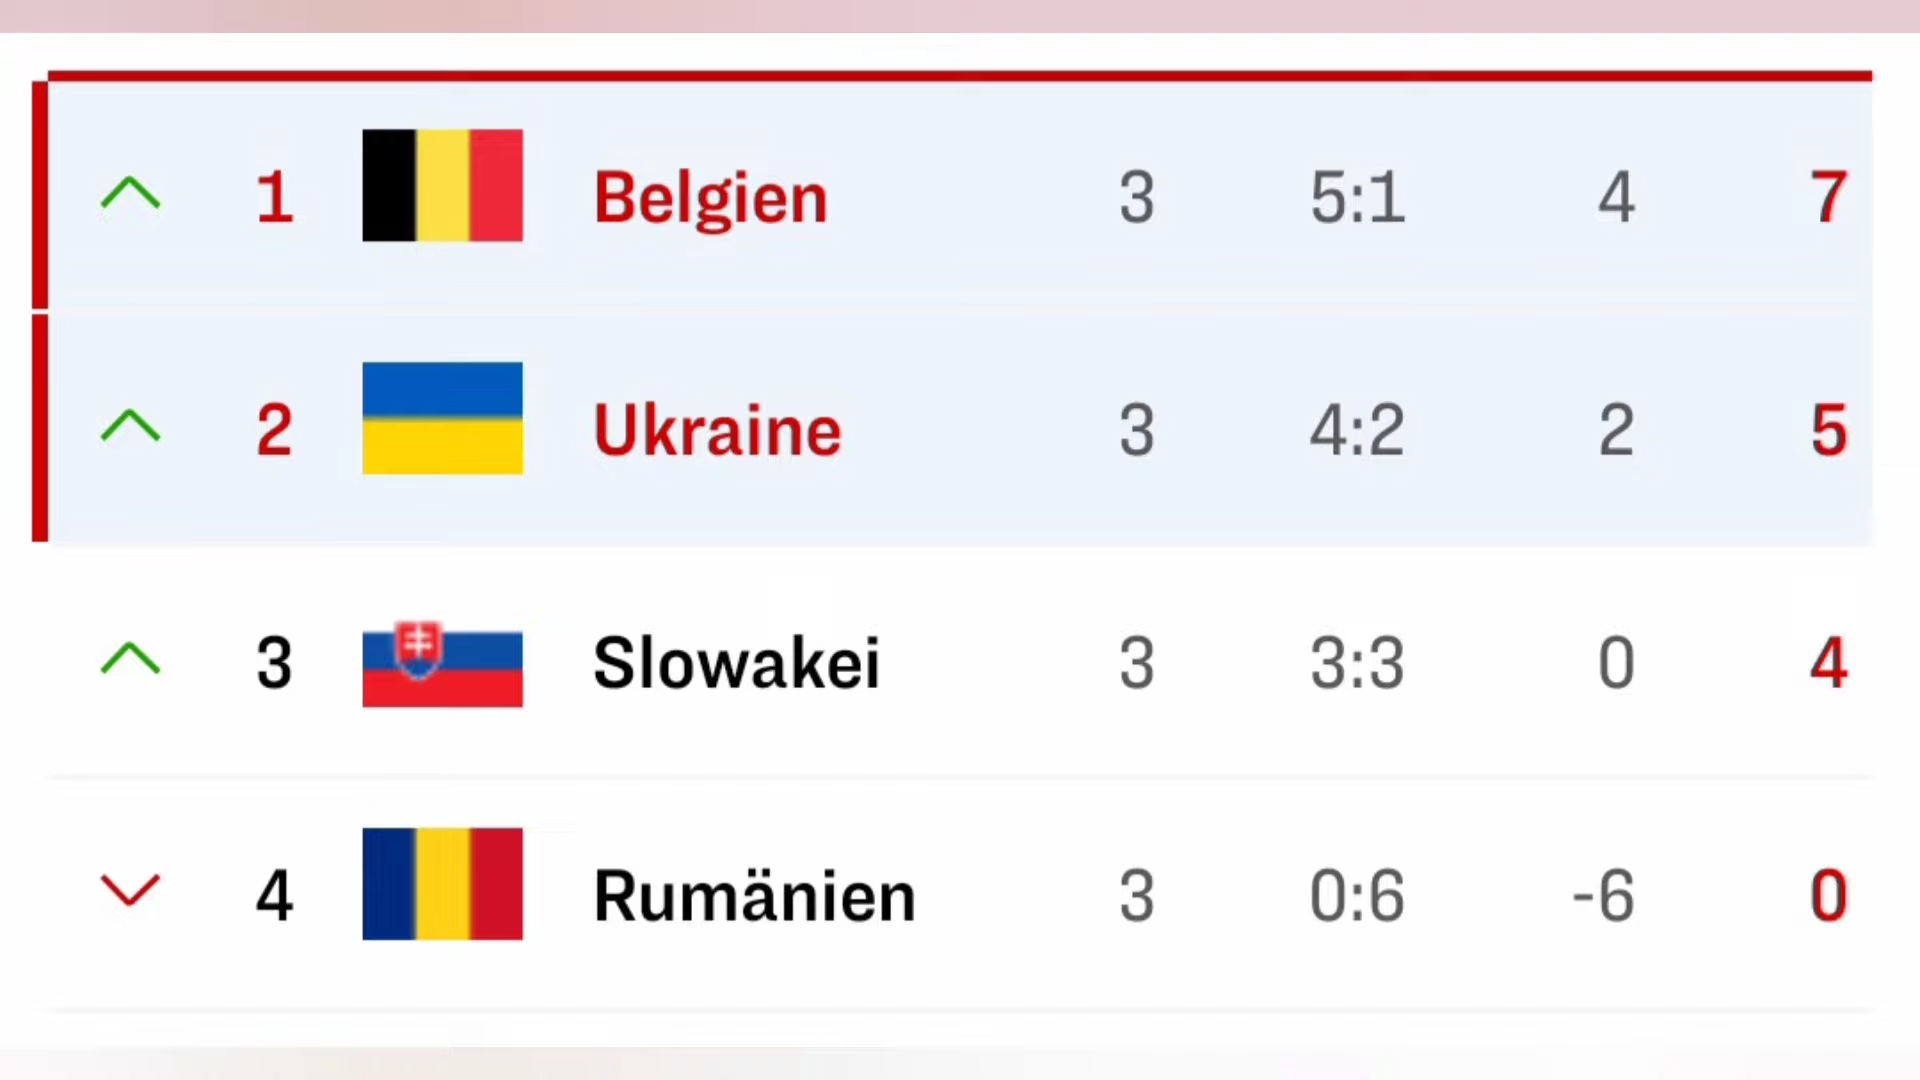 1 Belgien 3 5:1 4 7
2 Ukraine 3 4:2 2 5
3 Slowakei 3 3:3 0 4
4 Rumänien 3 0:6 -6 0